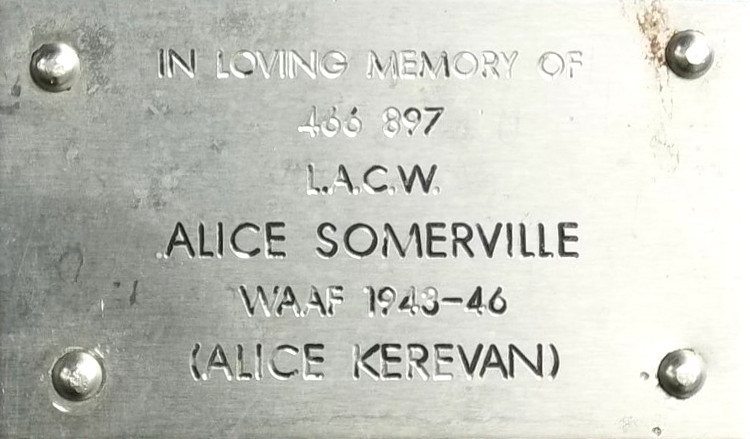 IN LOVING MEMORY OF
466 897
L.A.C.W.
ALICE SOMERVILLE
WAAF 1943-46
(ALICE KEREVAN)